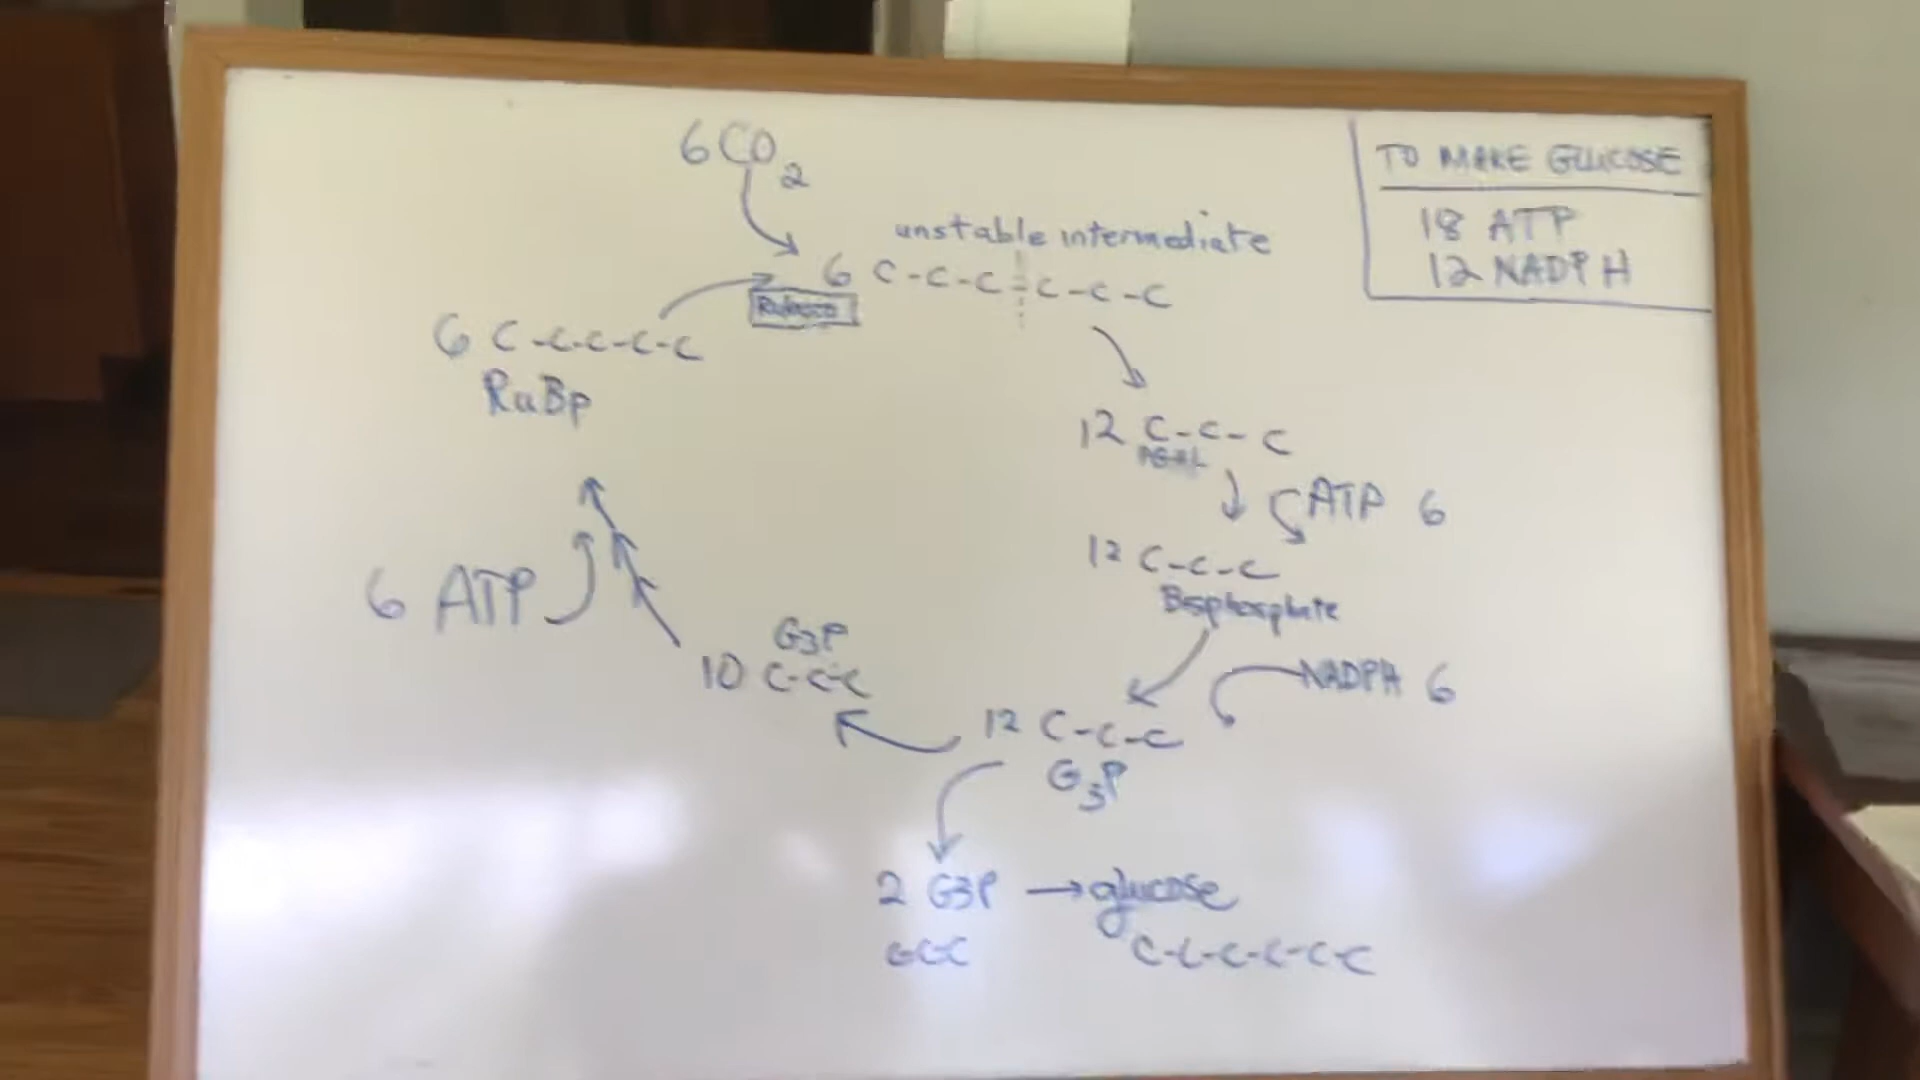 6CO2
TO MAKE GLUCOSE
18 ATP
12 NADPH
unstable intermediate
6 C-C-C-C-C-C
Rubisco
6 C-C-C-C-C
RuBp
12 C-C-C
ATP 6
12 C-C-C
Bisphosphate
6 ATP
G3P
10 C-C-C
NADPH 6
12 C-C-C
G3P
2 G3P → glucose
C-C-C
C-C-C-C-C-C